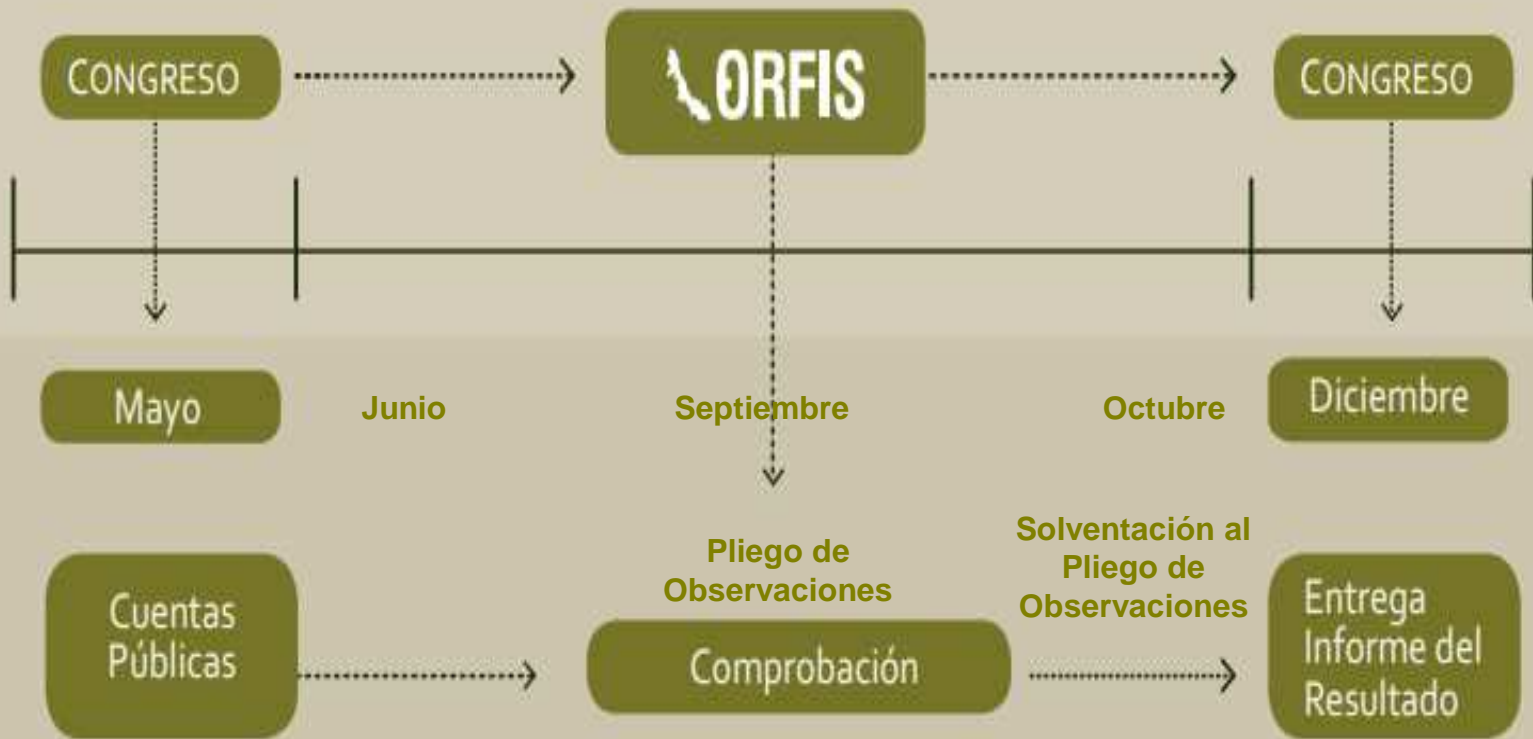 CONGRESO
ORFIS
CONGRESO
Mayo
Junio
Septiembre
Octubre
Diciembre
Pliego de
Observaciones
Solventación al
Pliego de
Observaciones
Cuentas
Públicas
Comprobación
Entrega
Informe del
Resultado